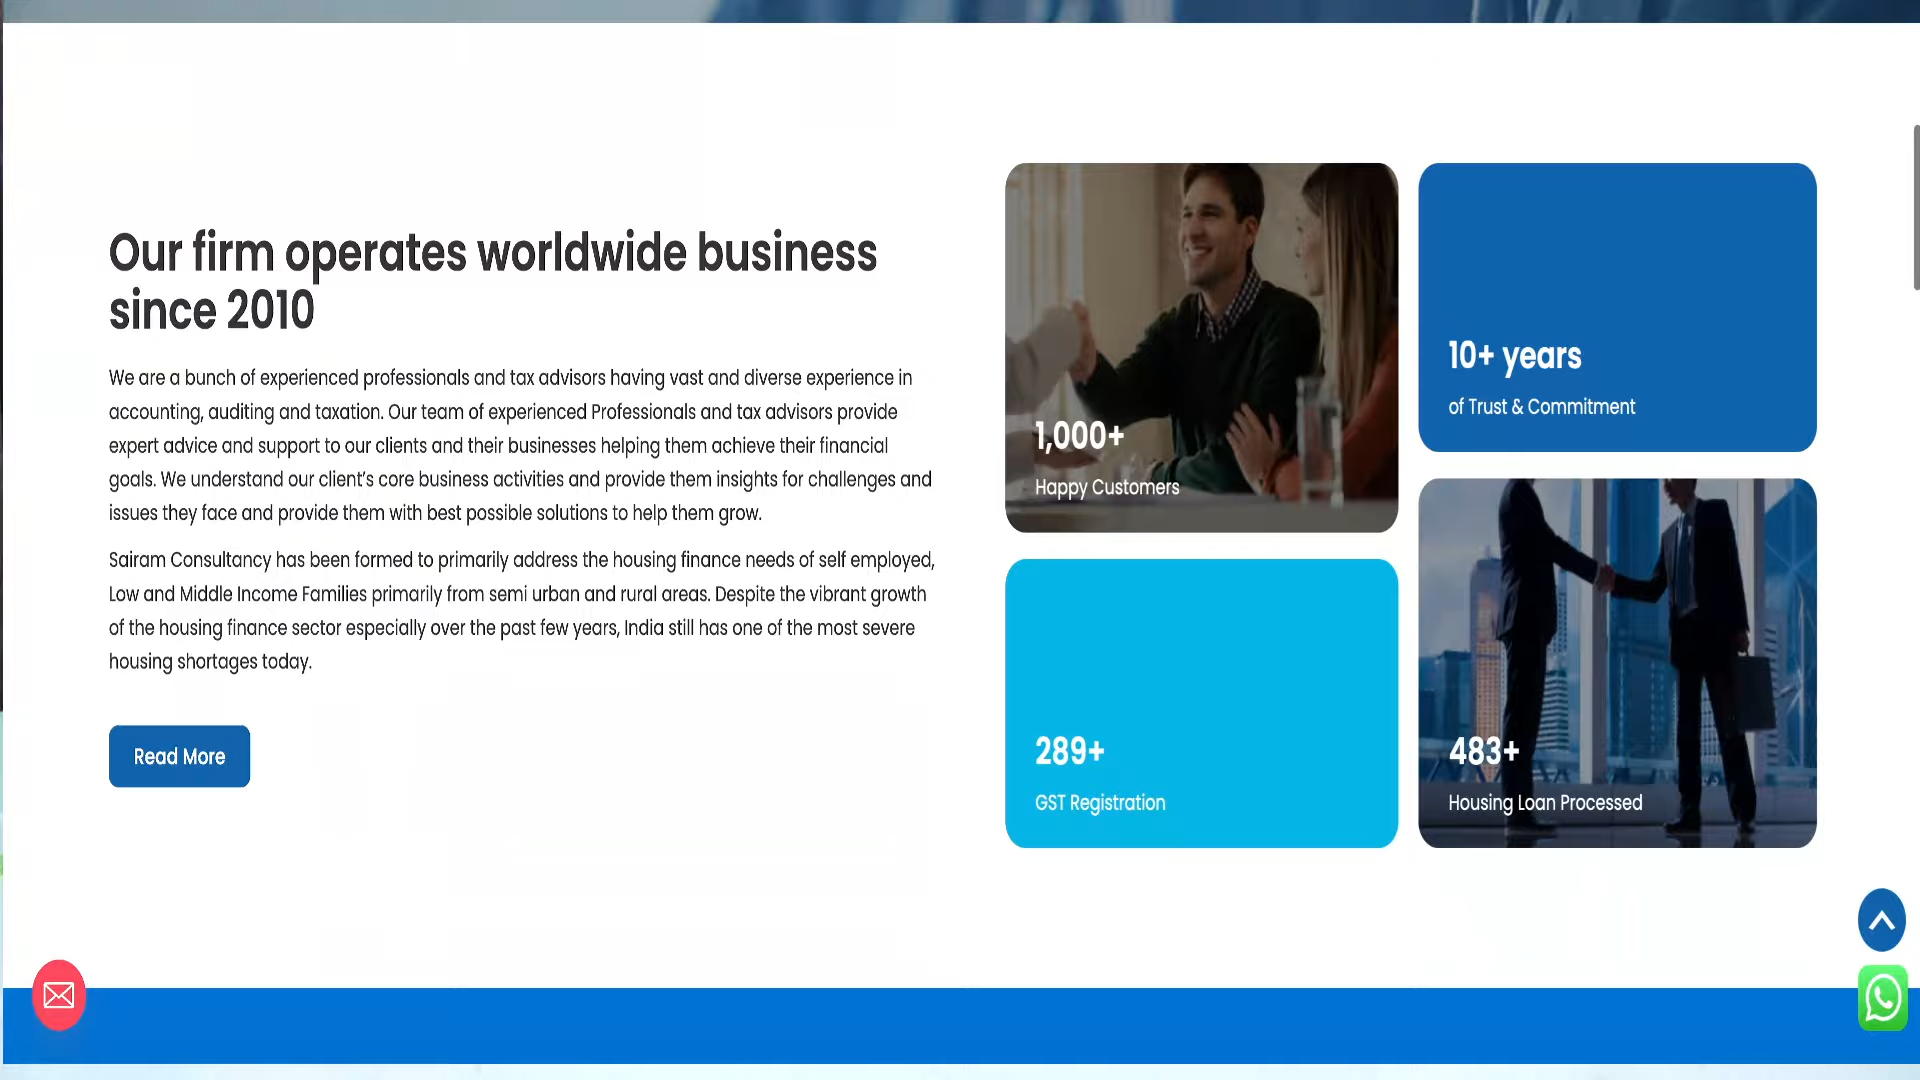 Our firm operates worldwide business
since 2010
We are a bunch of experienced professionals and tax advisors having vast and diverse experience in
accounting, auditing and taxation. Our team of experienced Professionals and tax advisors provide
expert advice and support to our clients and their businesses helping them achieve their financial
goals. We understand our client’s core business activities and provide them insights for challenges and
issues they face and provide them with best possible solutions to help them grow.
Sairam Consultancy has been formed to primarily address the housing finance needs of self employed,
Low and Middle Income Families primarily from semi urban and rural areas. Despite the vibrant growth
of the housing finance sector especially over the past few years, India still has one of the most severe
housing shortages today.
Read More
1,000+
Happy Customers
10+ years
of Trust & Commitment
289+
GST Registration
483+
Housing Loan Processed